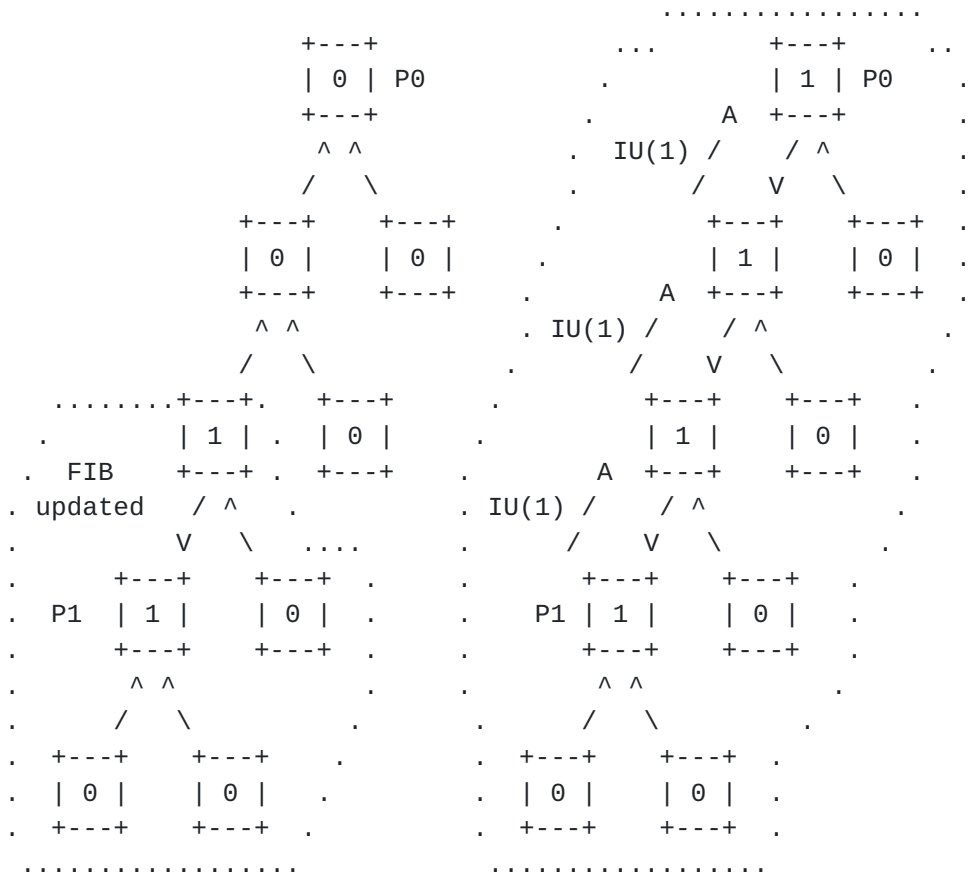 .................
+---+ ... +---+ ..
| 0 | P0 . | 1 | P0 .
+---+ . A +---+ .
^ ^ . IU(1) / / ^ .
/ \ . / V \ .
+---+ +---+ . +---+ +---+ .
| 0 | | 0 | . | 1 | | 0 | .
+---+ +---+ . A +---+ +---+ .
^ ^ . IU(1) / / ^ .
/ \ . / V \ .
........+---+. +---+ . +---+ +---+ .
. | 1 | . | 0 | . | 1 | | 0 | .
. FIB +---+ . +---+ . A +---+ +---+ .
. updated / ^ . . IU(1) / / ^ .
. V \ .... . / V \ .
. +---+ +---+ . . +---+ +---+ .
. P1 | 1 | | 0 | . . P1 | 1 | | 0 | .
. +---+ +---+ . . +---+ +---+ .
. ^ ^ . . ^ ^ .
. / \ . . / \ .
. +---+ +---+ . . +---+ +---+ .
. | 0 | | 0 | . . | 0 | | 0 | .
. +---+ +---+ . . +---+ +---+ .
.................. ..................